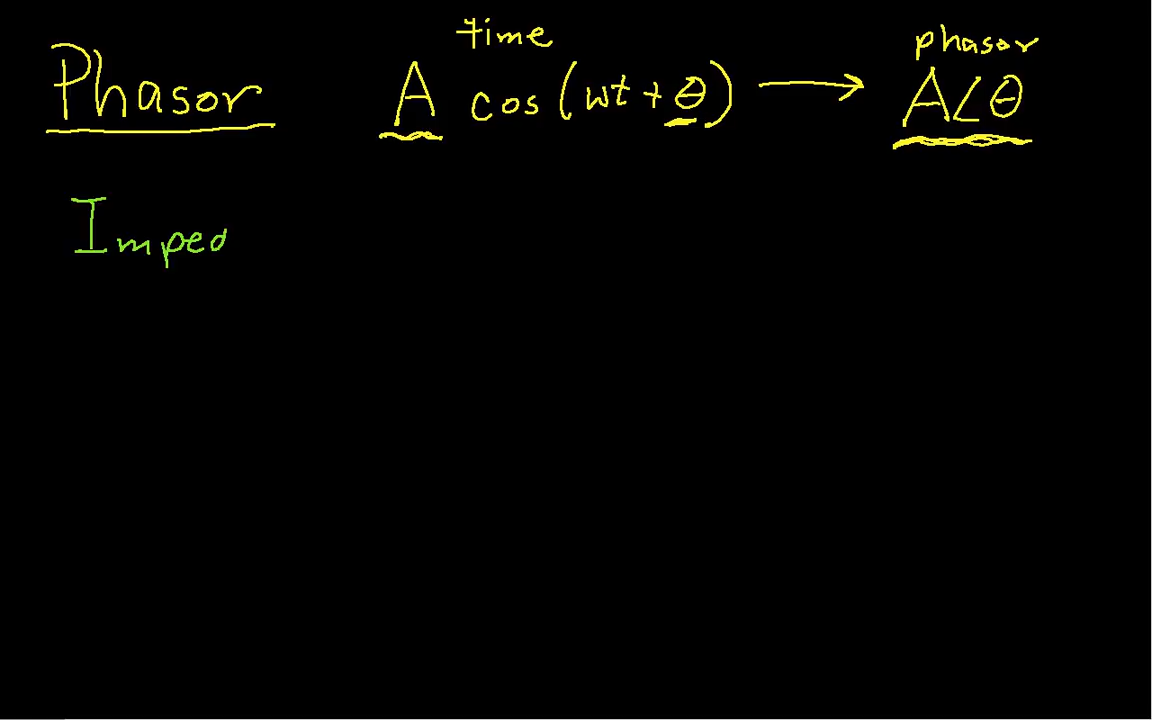 time phasor
Phasor A cos(wt + θ) → A∠θ
Imped